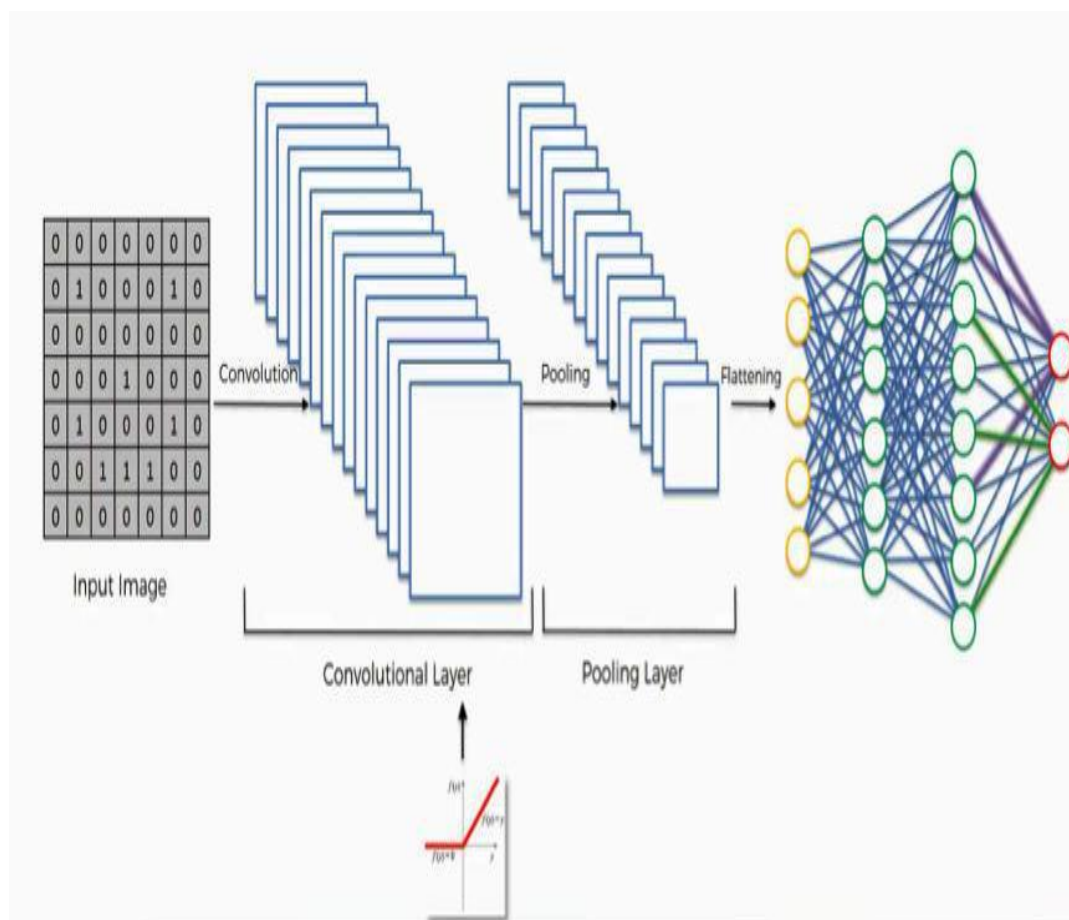 0 0 0 0 0 0 0
0 1 0 0 0 1 0
0 0 0 0 0 0 0
0 0 0 1 0 0 0
0 1 0 0 0 1 0
0 0 1 1 1 0 0
0 0 0 0 0 0 0
Input Image
Convolution
Pooling
Flattening
Convolutional Layer
Pooling Layer
y